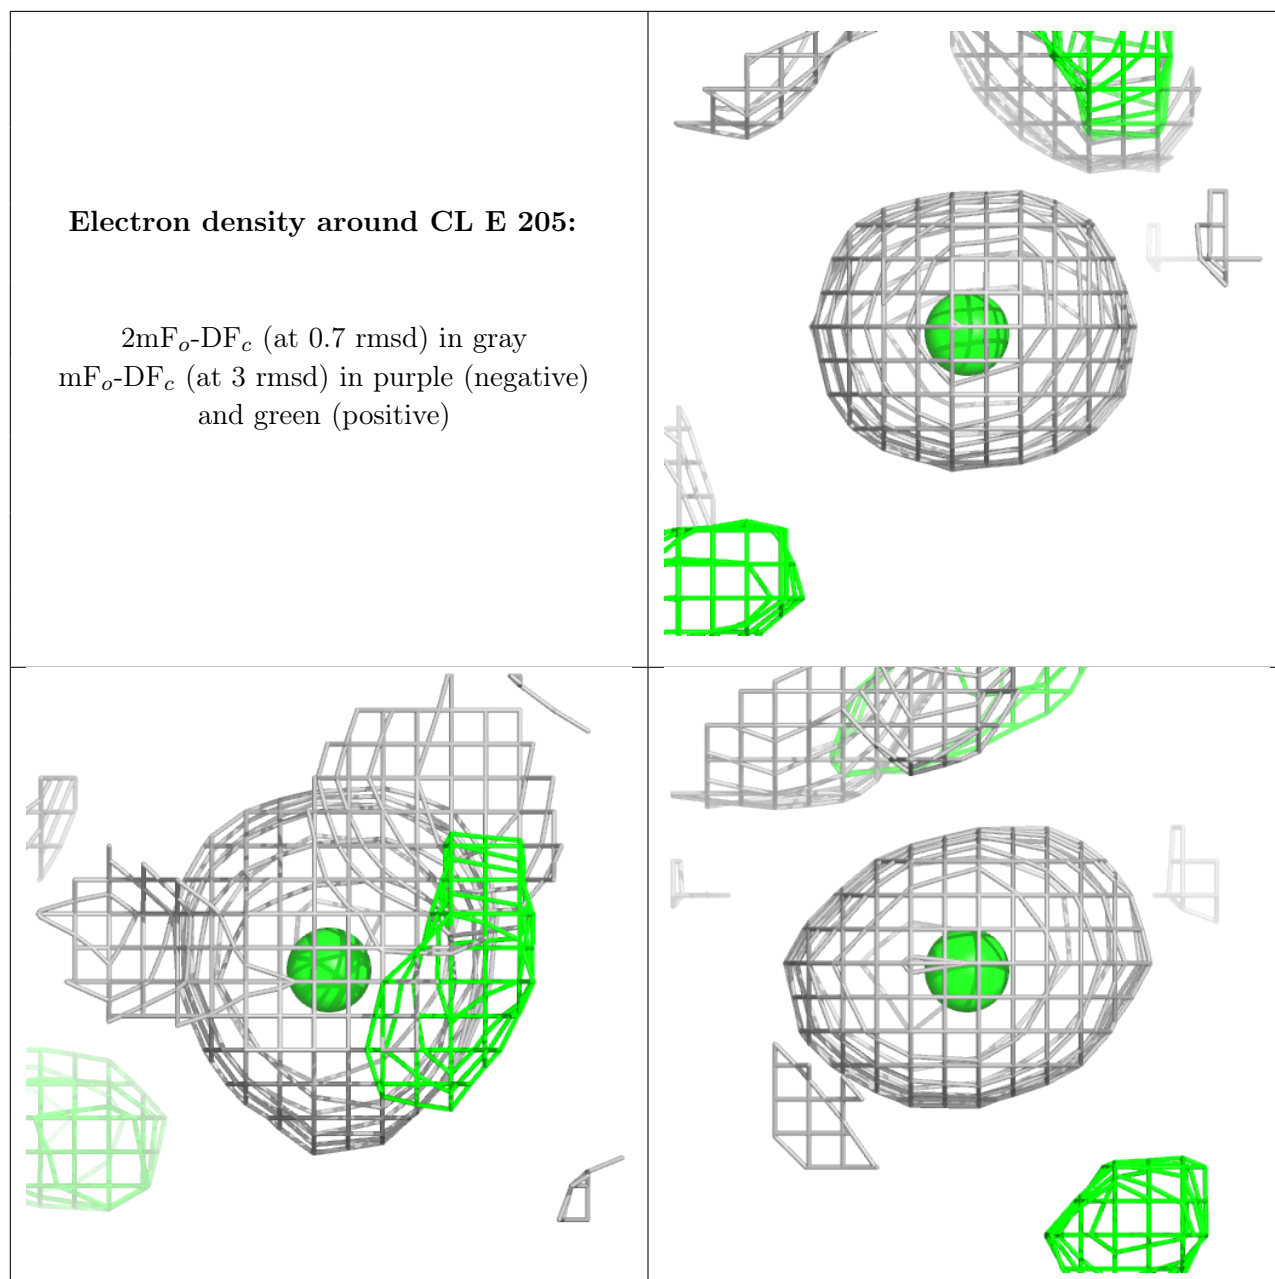 Electron density around CL E 205:
2mFo-DFc (at 0.7 rmsd) in gray
mFo-DFc (at 3 rmsd) in purple (negative)
and green (positive)